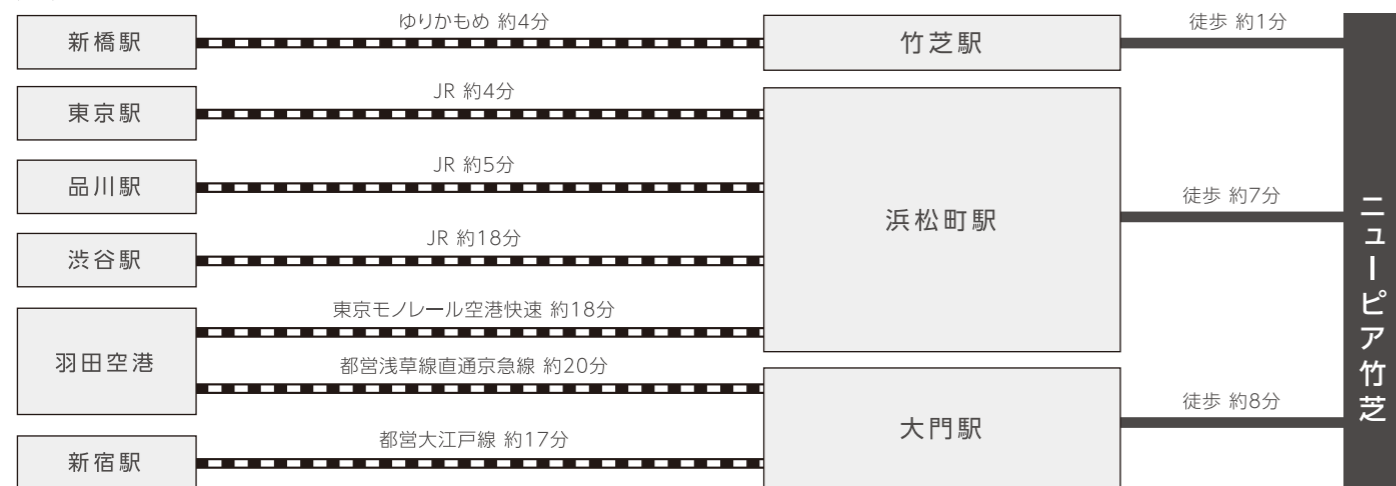 新橋駅
ゆりかもめ 約4分
竹芝駅
徒歩 約1分
東京駅
JR 約4分
品川駅
JR 約5分
渋谷駅
JR 約18分
浜松町駅
徒歩 約7分
羽田空港
東京モノレール空港快速 約18分
都営浅草線直通京急線 約20分
新宿駅
都営大江戸線 約17分
大門駅
徒歩 約8分
ニューピア竹芝